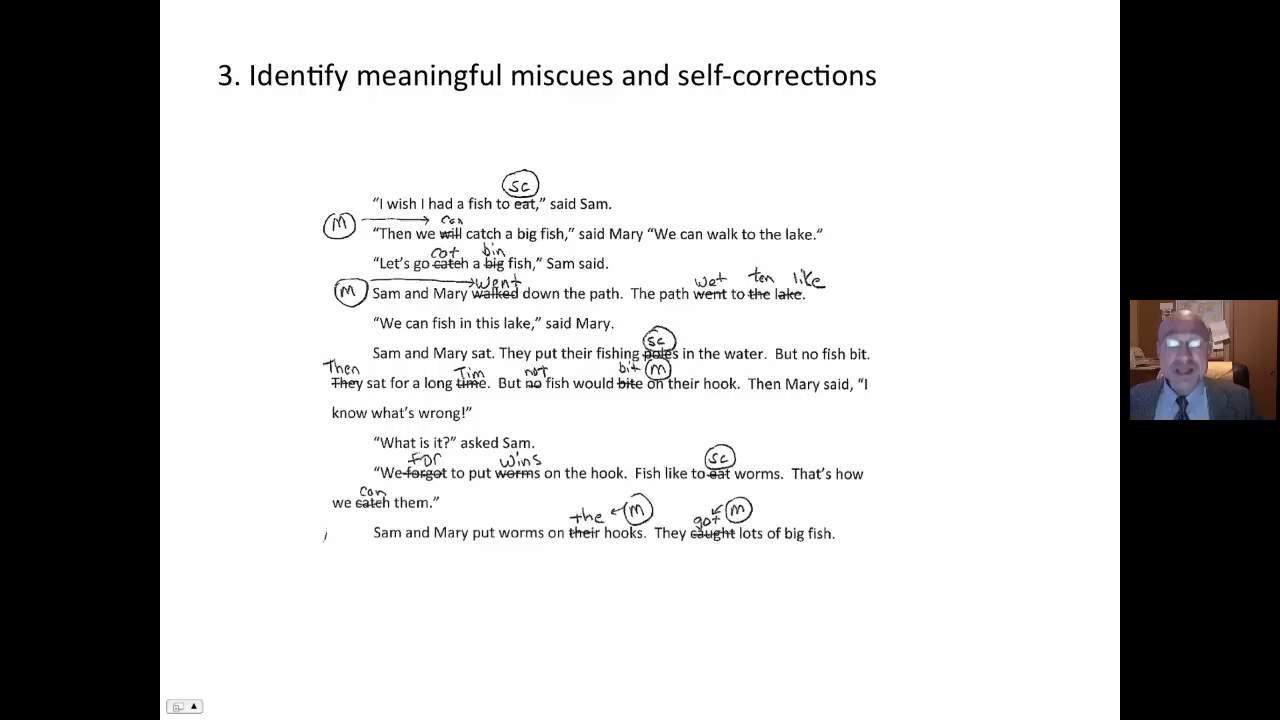 3. Identify meaningful miscues and self-corrections
sc
"I wish I had a fish to eat," said Sam.
M can
"Then we will catch a big fish," said Mary "We can walk to the lake."
cat bin
"Let's go catch a big fish," Sam said.
M went wet ten like
Sam and Mary walked down the path. The path went to the lake.
"We can fish in this lake," said Mary.
sc
Sam and Mary sat. They put their fishing poles in the water. But no fish bit.
Then Tim not bit M
They sat for a long time. But no fish would bite on their hook. Then Mary said, "I
know what's wrong!"
"What is it?" asked Sam.
for wins sc
"We forgot to put worms on the hook. Fish like to eat worms. That's how
can
we catch them."
the M got M
Sam and Mary put worms on their hooks. They caught lots of big fish.